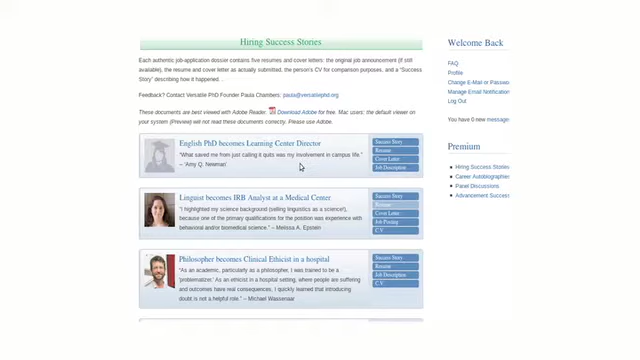 Hiring Success Stories
Each authentic job-application dossier contains five resumes and cover letters: the original job announcement (if still
available), the resume and cover letter as actually submitted, the person's CV for comparison purposes, and a "Success
Story" describing how it happened. .
Feedback? Contact Versatile PhD Founder Paula Chambers: paula@versatilephd.org
These documents are best viewed with Adobe Reader. Download Adobe for free. Mac users: the default viewer on
your system (Preview) will not read these documents correctly. Please use Adobe.
English PhD becomes Learning Center Director
"What saved me from just calling it quits was my involvement in campus life."
– 'Amy Q. Newman'
Success Story
Resume
Cover Letter
Job Description
Linguist becomes IRB Analyst at a Medical Center
"I highlighted my science background (selling linguistics as a science!),
because one of the primary qualifications for the position was experience with
behavioral and/or biomedical science." – Melissa A. Epstein
Success Story
Resume
Cover Letter
Job Posting
C.V.
Philosopher becomes Clinical Ethicist in a hospital
"As an academic, particularly as a philosopher, I was trained to be a
'problematizer.' As an ethicist in a hospital setting, where people are suffering
and outcomes have real consequences, I quickly learned that introducing
doubt is not a helpful role." – Michael Wassenaar
Success Story
Resume
Job Description
C.V.
Welcome Back
FAQ
Profile
Change E-Mail or Passwo
Manage Email Notification
Log Out
You have 0 new message
Premium
Hiring Success Stories
Career Autobiographies
Panel Discussions
Advancement Success